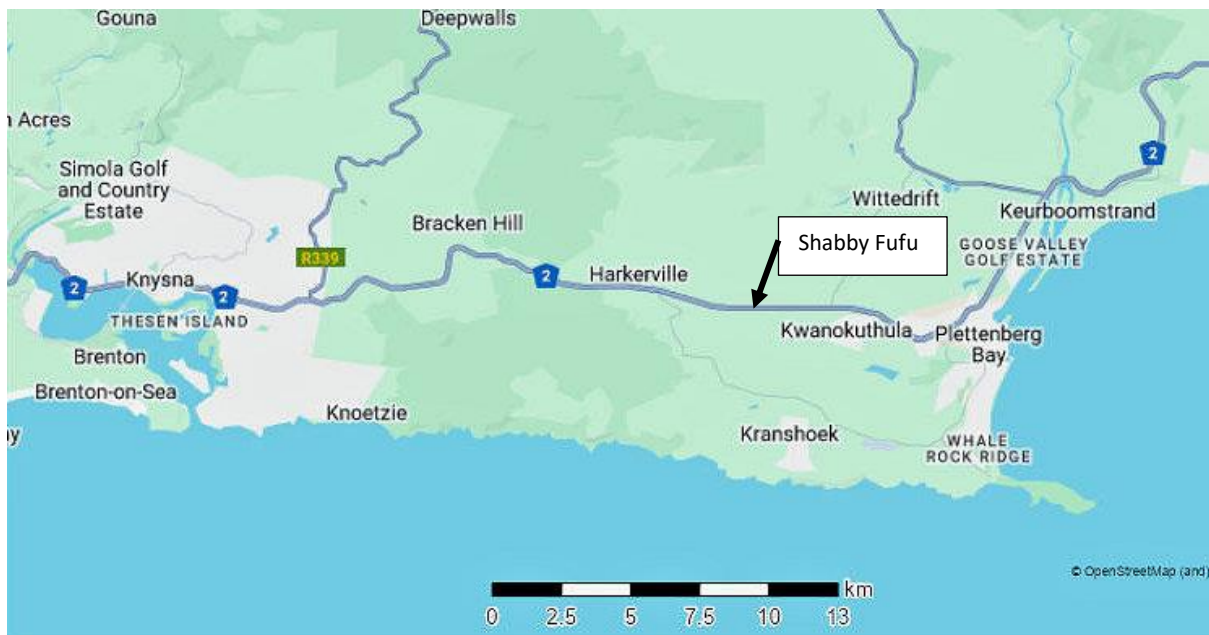 Gouna
Deepwalls
n Acres
Simola Golf
and Country
Estate
2
Wittedrift
Keurboomstrand
Bracken Hill
Shabby Fufu
GOOSE VALLEY
GOLF ESTATE
R339
2
Knysna
2
2
Harkerville
THESEN ISLAND
Kwanokuthula
Plettenberg
Bay
Brenton
Brenton-on-Sea
Knoetzie
ay
Kranshoek
WHALE
ROCK RIDGE
© OpenStreetMap (and)
km
0 2.5 5 7.5 10 13